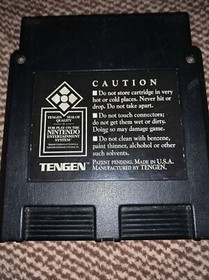 CAUTION
■ Do not store cartridge in very
hot or cold places. Never hit or
drop. Do not take apart.
■ Do not touch connectors;
do not get them wet or dirty.
Doing so may damage game.
■ Do not clean with benzene,
paint thinner, alcohol or other
such solvents.
TENGEN SEAL OF
QUALITY
FOR PLAY ON THE
NINTENDO
ENTERTAINMENT
SYSTEM
TENGEN™
PATENT PENDING. MADE IN U.S.A.
MANUFACTURED BY TENGEN.